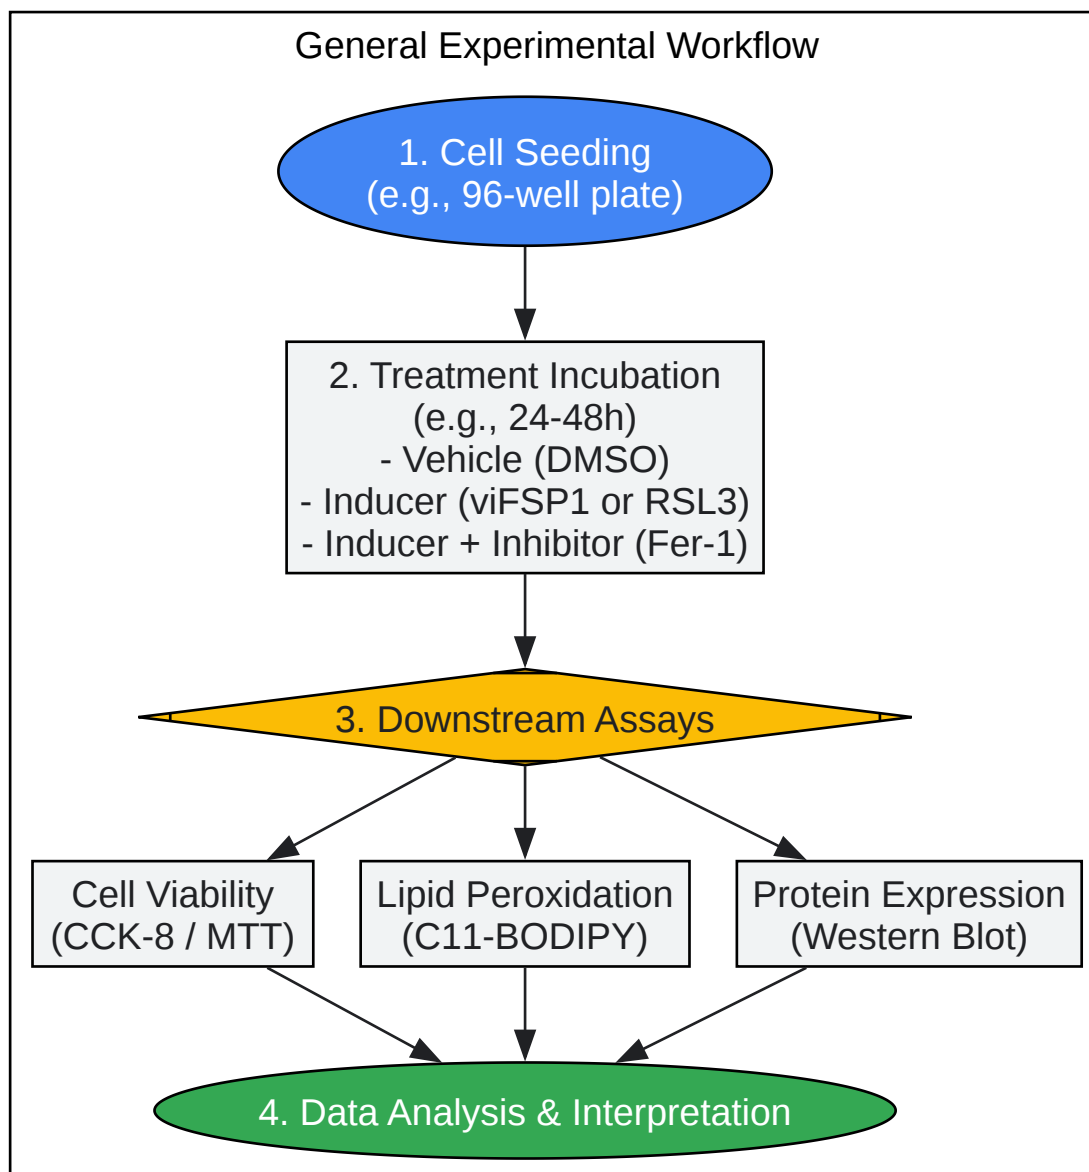 General Experimental Workflow
1. Cell Seeding
(e.g., 96-well plate)
2. Treatment Incubation
(e.g., 24-48h)
- Vehicle (DMSO)
- Inducer (viFSP1 or RSL3)
- Inducer + Inhibitor (Fer-1)
3. Downstream Assays
Cell Viability
(CCK-8 / MTT)
Lipid Peroxidation
(C11-BODIPY)
Protein Expression
(Western Blot)
4. Data Analysis & Interpretation